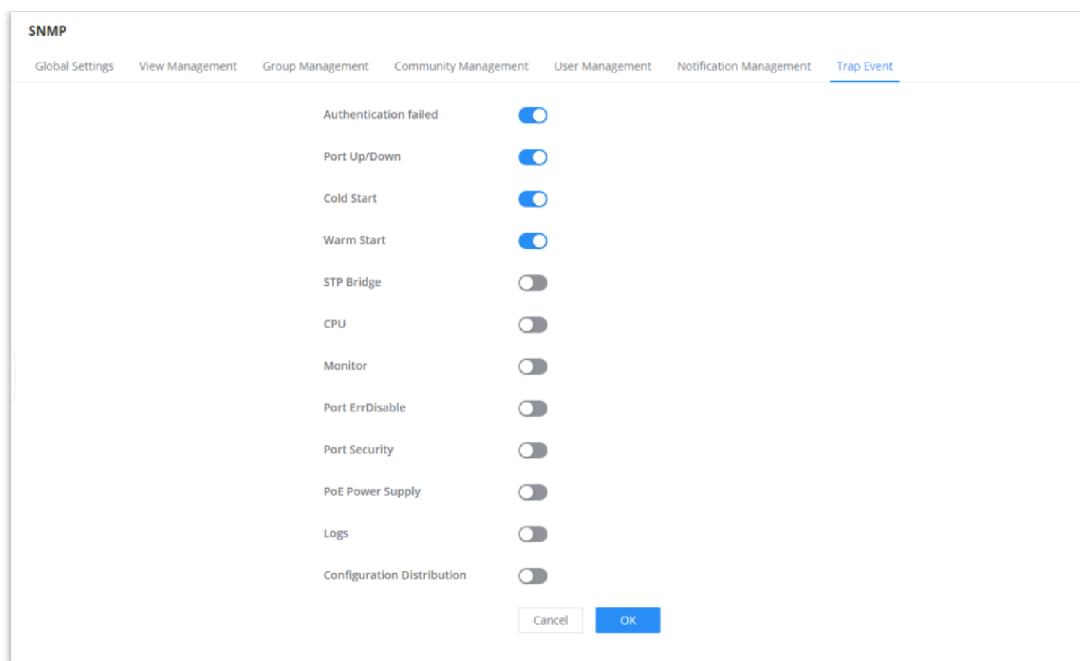 SNMP
Global Settings View Management Group Management Community Management User Management Notification Management Trap Event
Authentication failed
Port Up/Down
Cold Start
Warm Start
STP Bridge
CPU
Monitor
Port ErrDisable
Port Security
PoE Power Supply
Logs
Configuration Distribution
Cancel OK